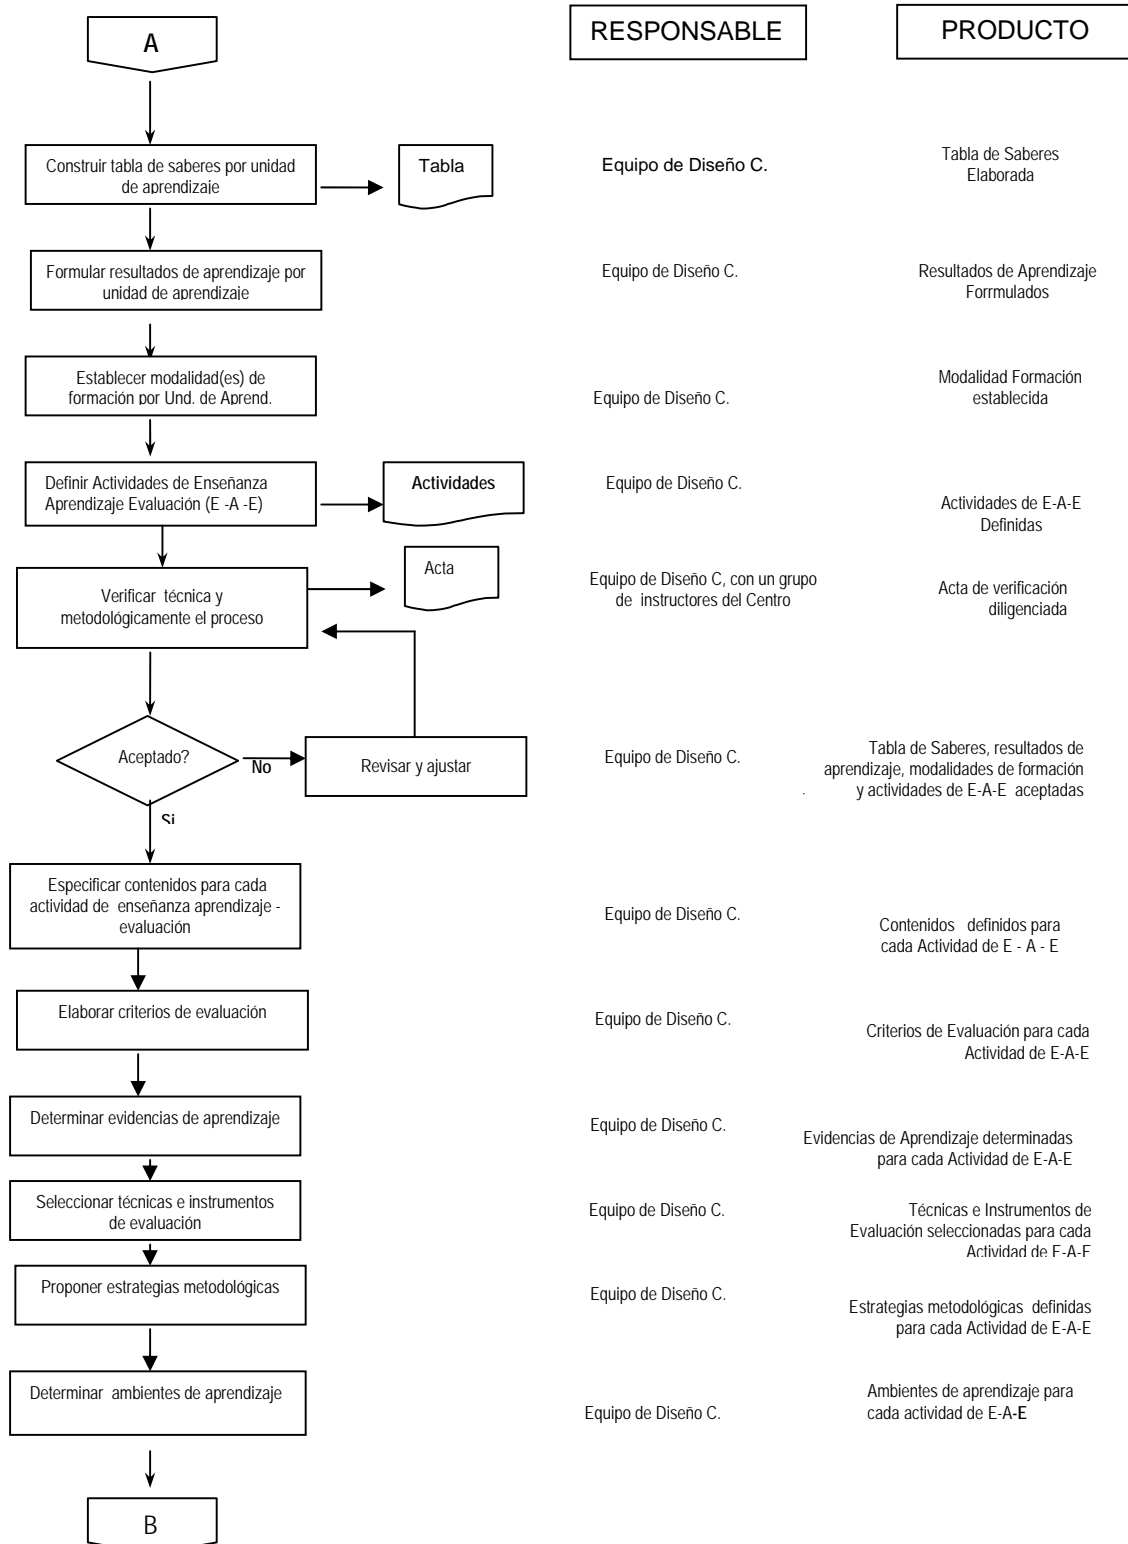 A
RESPONSABLE
PRODUCTO
Construir tabla de saberes por unidad
de aprendizaje
Tabla
Equipo de Diseño C.
Tabla de Saberes
Elaborada
Formular resultados de aprendizaje por
unidad de aprendizaje
Equipo de Diseño C.
Resultados de Aprendizaje
Forrmulados
Establecer modalidad(es) de
formación por Und. de Aprend.
Equipo de Diseño C.
Modalidad Formación
establecida
Definir Actividades de Enseñanza
Aprendizaje Evaluación (E -A -E)
Actividades
Equipo de Diseño C.
Actividades de E-A-E
Definidas
Verificar técnica y
metodológicamente el proceso
Acta
Equipo de Diseño C, con un grupo
de instructores del Centro
Acta de verificación
diligenciada
Aceptado?
No
Revisar y ajustar
Si
Equipo de Diseño C.
.
Tabla de Saberes, resultados de
aprendizaje, modalidades de formación
y actividades de E-A-E aceptadas
Especificar contenidos para cada
actividad de enseñanza aprendizaje -
evaluación
Equipo de Diseño C.
Contenidos definidos para
cada Actividad de E - A - E
Elaborar criterios de evaluación
Equipo de Diseño C.
Criterios de Evaluación para cada
Actividad de E-A-E
Determinar evidencias de aprendizaje
Equipo de Diseño C.
Evidencias de Aprendizaje determinadas
para cada Actividad de E-A-E
Seleccionar técnicas e instrumentos
de evaluación
Equipo de Diseño C.
Técnicas e Instrumentos de
Evaluación seleccionadas para cada
Actividad de E-A-E
Proponer estrategias metodológicas
Equipo de Diseño C.
Estrategias metodológicas definidas
para cada Actividad de E-A-E
Determinar ambientes de aprendizaje
Equipo de Diseño C.
Ambientes de aprendizaje para
cada actividad de E-A-E
B